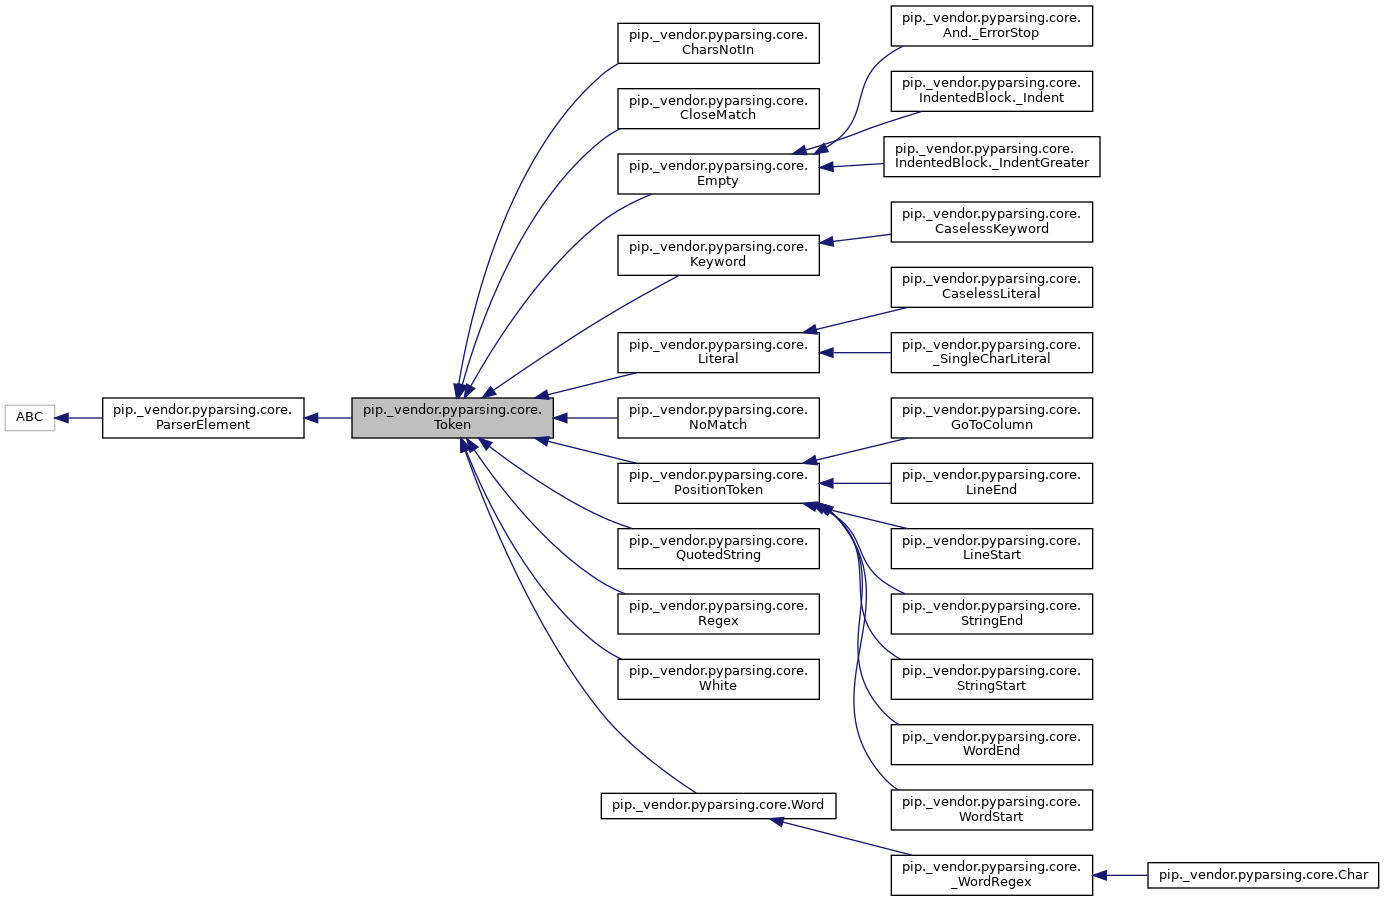 ABC
pip._vendor.pyparsing.core.
ParserElement
pip._vendor.pyparsing.core.
Token
pip._vendor.pyparsing.core.
CharsNotIn
pip._vendor.pyparsing.core.
CloseMatch
pip._vendor.pyparsing.core.
Empty
pip._vendor.pyparsing.core.
Keyword
pip._vendor.pyparsing.core.
Literal
pip._vendor.pyparsing.core.
NoMatch
pip._vendor.pyparsing.core.
PositionToken
pip._vendor.pyparsing.core.
QuotedString
pip._vendor.pyparsing.core.
Regex
pip._vendor.pyparsing.core.
White
pip._vendor.pyparsing.core.Word
pip._vendor.pyparsing.core.
And._ErrorStop
pip._vendor.pyparsing.core.
IndentedBlock._Indent
pip._vendor.pyparsing.core.
IndentedBlock._IndentGreater
pip._vendor.pyparsing.core.
CaselessKeyword
pip._vendor.pyparsing.core.
CaselessLiteral
pip._vendor.pyparsing.core.
_SingleCharLiteral
pip._vendor.pyparsing.core.
GoToColumn
pip._vendor.pyparsing.core.
LineEnd
pip._vendor.pyparsing.core.
LineStart
pip._vendor.pyparsing.core.
StringEnd
pip._vendor.pyparsing.core.
StringStart
pip._vendor.pyparsing.core.
WordEnd
pip._vendor.pyparsing.core.
WordStart
pip._vendor.pyparsing.core.
_WordRegex
pip._vendor.pyparsing.core.Char